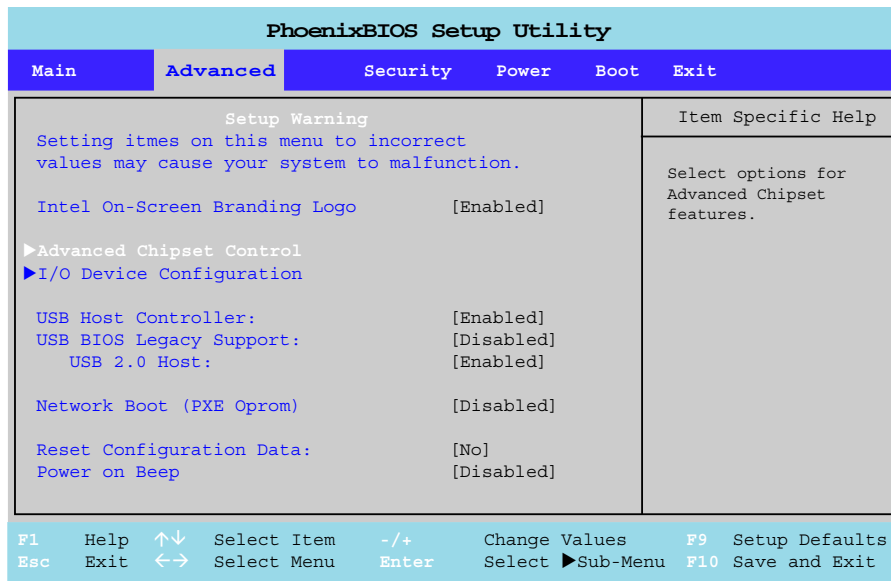 PhoenixBIOS Setup Utility
Main Advanced Security Power Boot Exit
Setup Warning
Setting itmes on this menu to incorrect
values may cause your system to malfunction.
Intel On-Screen Branding Logo [Enabled]
▶Advanced Chipset Control
▶I/O Device Configuration
USB Host Controller: [Enabled]
USB BIOS Legacy Support: [Disabled]
USB 2.0 Host: [Enabled]
Network Boot (PXE Oprom) [Disabled]
Reset Configuration Data: [No]
Power on Beep [Disabled]
Item Specific Help
Select options for
Advanced Chipset
features.
F1 Help ↑↓ Select Item -/+ Change Values F9 Setup Defaults
Esc Exit ←→ Select Menu Enter Select ▶Sub-Menu F10 Save and Exit